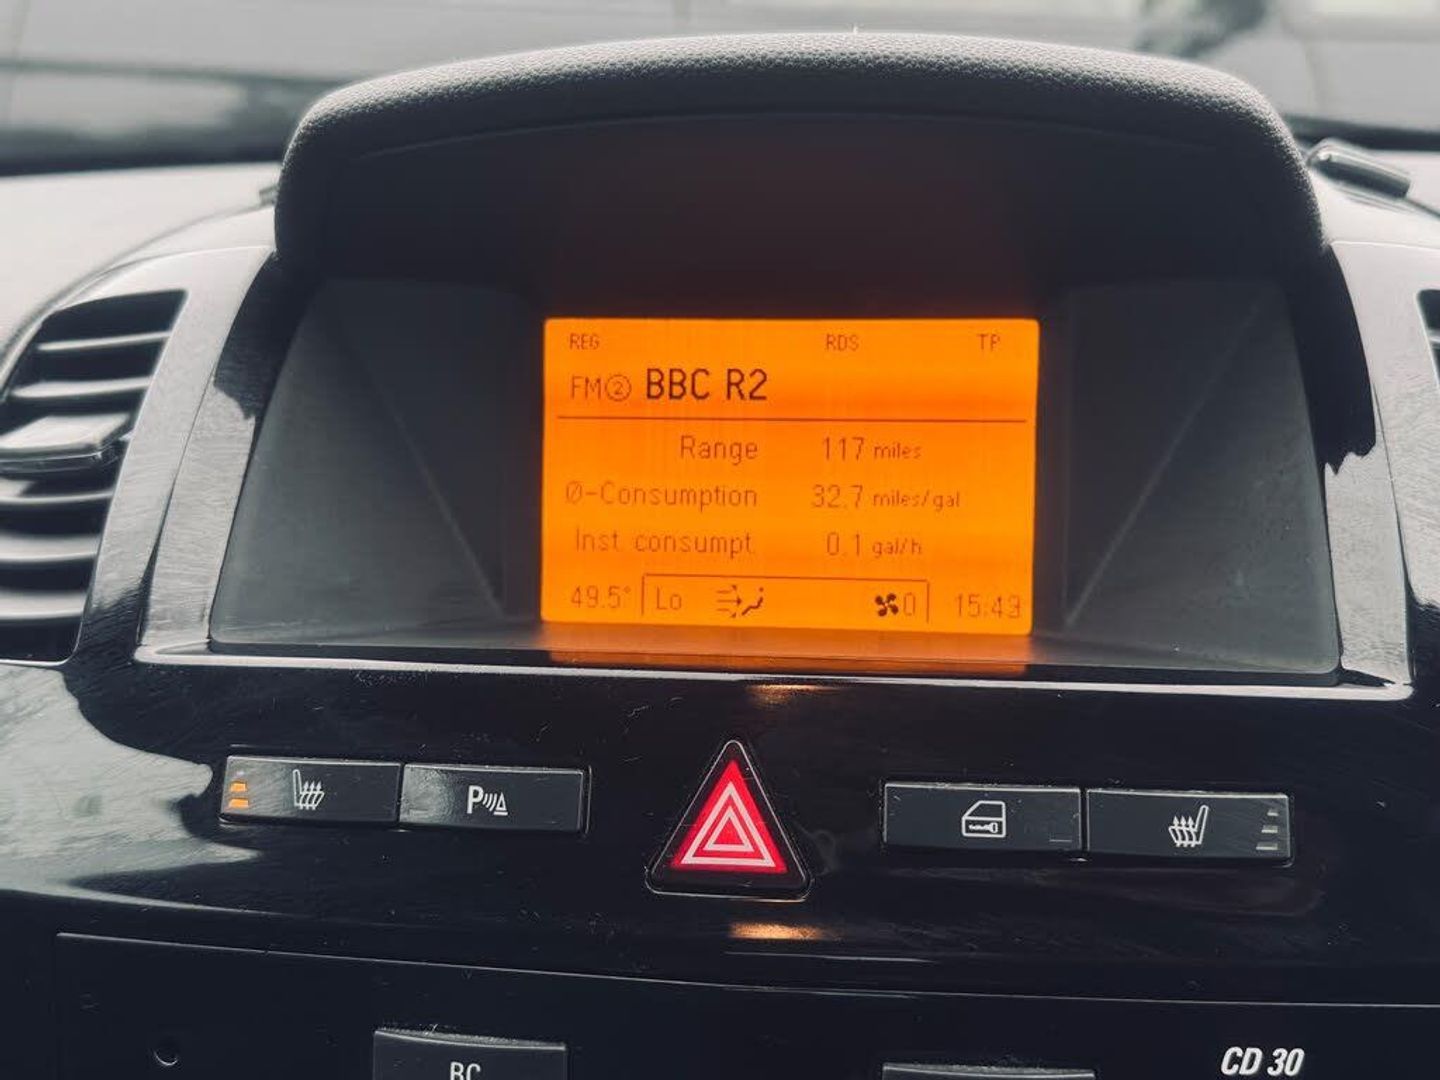 REG RDS TP
FM② BBC R2
Range 117 miles
Ø-Consumption 32.7 miles/gal
Inst consumpt. 0.1 gal/h
49.5° Lo 0 15:43
P
BC
CD 30